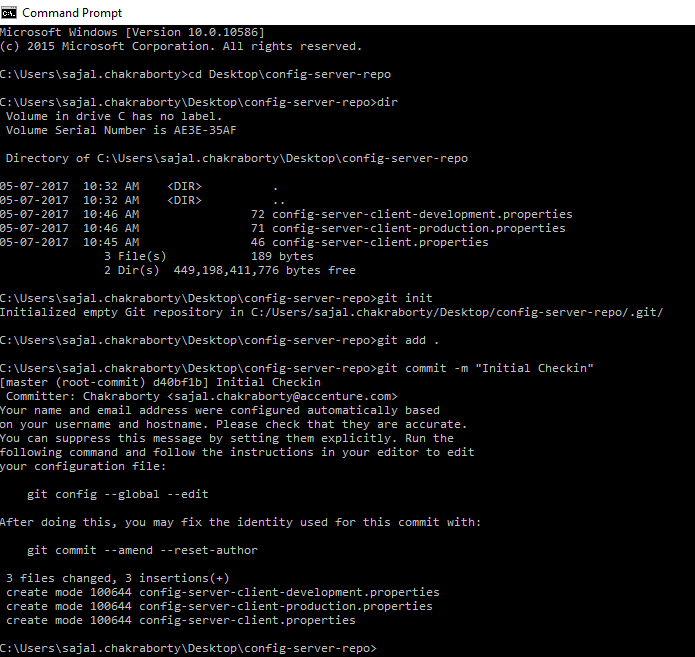 Command Prompt
Microsoft Windows [Version 10.0.10586]
(c) 2015 Microsoft Corporation. All rights reserved.
C:\Users\sajal.chakraborty>cd Desktop\config-server-repo
C:\Users\sajal.chakraborty\Desktop\config-server-repo>dir
 Volume in drive C has no label.
 Volume Serial Number is AE3E-35AF
 Directory of C:\Users\sajal.chakraborty\Desktop\config-server-repo
05-07-2017  10:32 AM    <DIR>          .
05-07-2017  10:32 AM    <DIR>          ..
05-07-2017  10:46 AM                72 config-server-client-development.properties
05-07-2017  10:46 AM                71 config-server-client-production.properties
05-07-2017  10:45 AM                46 config-server-client.properties
               3 File(s)            189 bytes
               2 Dir(s)  449,198,411,776 bytes free
C:\Users\sajal.chakraborty\Desktop\config-server-repo>git init
Initialized empty Git repository in C:/Users/sajal.chakraborty/Desktop/config-server-repo/.git/
C:\Users\sajal.chakraborty\Desktop\config-server-repo>git add .
C:\Users\sajal.chakraborty\Desktop\config-server-repo>git commit -m "Initial Checkin"
[master (root-commit) d40bf1b] Initial Checkin
 Committer: Chakraborty <sajal.chakraborty@accenture.com>
Your name and email address were configured automatically based
on your username and hostname. Please check that they are accurate.
You can suppress this message by setting them explicitly. Run the
following command and follow the instructions in your editor to edit
your configuration file:
    git config --global --edit
After doing this, you may fix the identity used for this commit with:
    git commit --amend --reset-author
 3 files changed, 3 insertions(+)
 create mode 100644 config-server-client-development.properties
 create mode 100644 config-server-client-production.properties
 create mode 100644 config-server-client.properties
C:\Users\sajal.chakraborty\Desktop\config-server-repo>